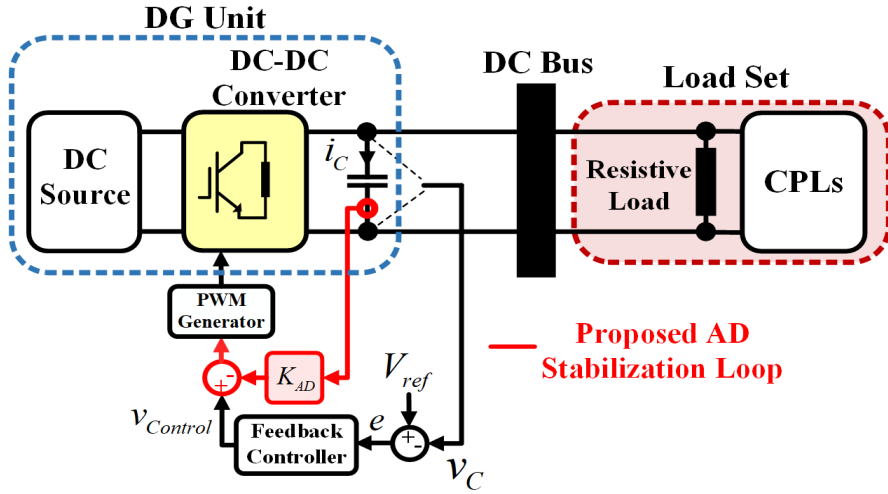 DG Unit
DC-DC
Converter
DC Bus
Load Set
DC
Source
i_C
Resistive
Load
CPLs
PWM
Generator
Proposed AD
Stabilization Loop
+ -
K_AD
V_ref
v_Control
Feedback
Controller
e
+ -
v_C